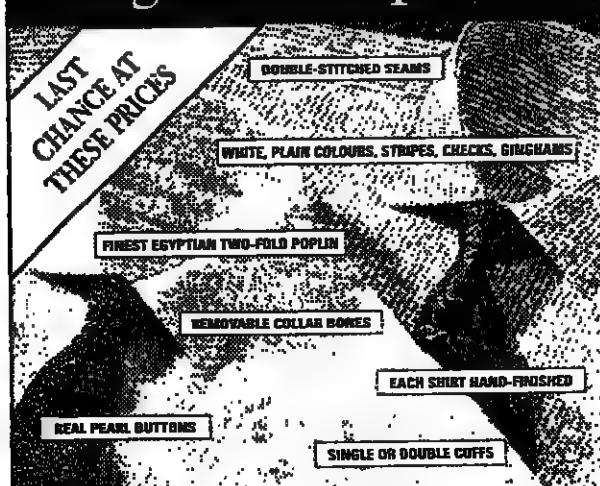 LAST
CHANCE AT
THESE PRICES
DOUBLE-STITCHED SEAMS
WHITE, PLAIN COLOURS, STRIPES, CHECKS, GINGHAMS
FINEST EGYPTIAN TWO-FOLD POPLIN
REMOVABLE COLLAR BONES
EACH SHIRT HAND-FINISHED
REAL PEARL BUTTONS
SINGLE OR DOUBLE CUFFS